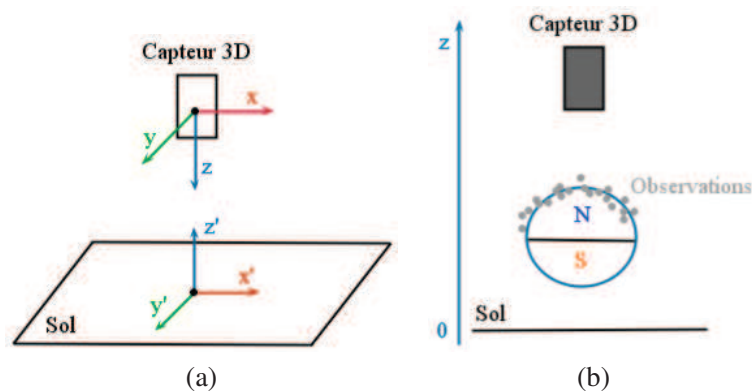 Capteur 3D
x
y
z
z'
x'
y'
Sol
(a)
z
Capteur 3D
Observations
N
S
Sol
0
(b)